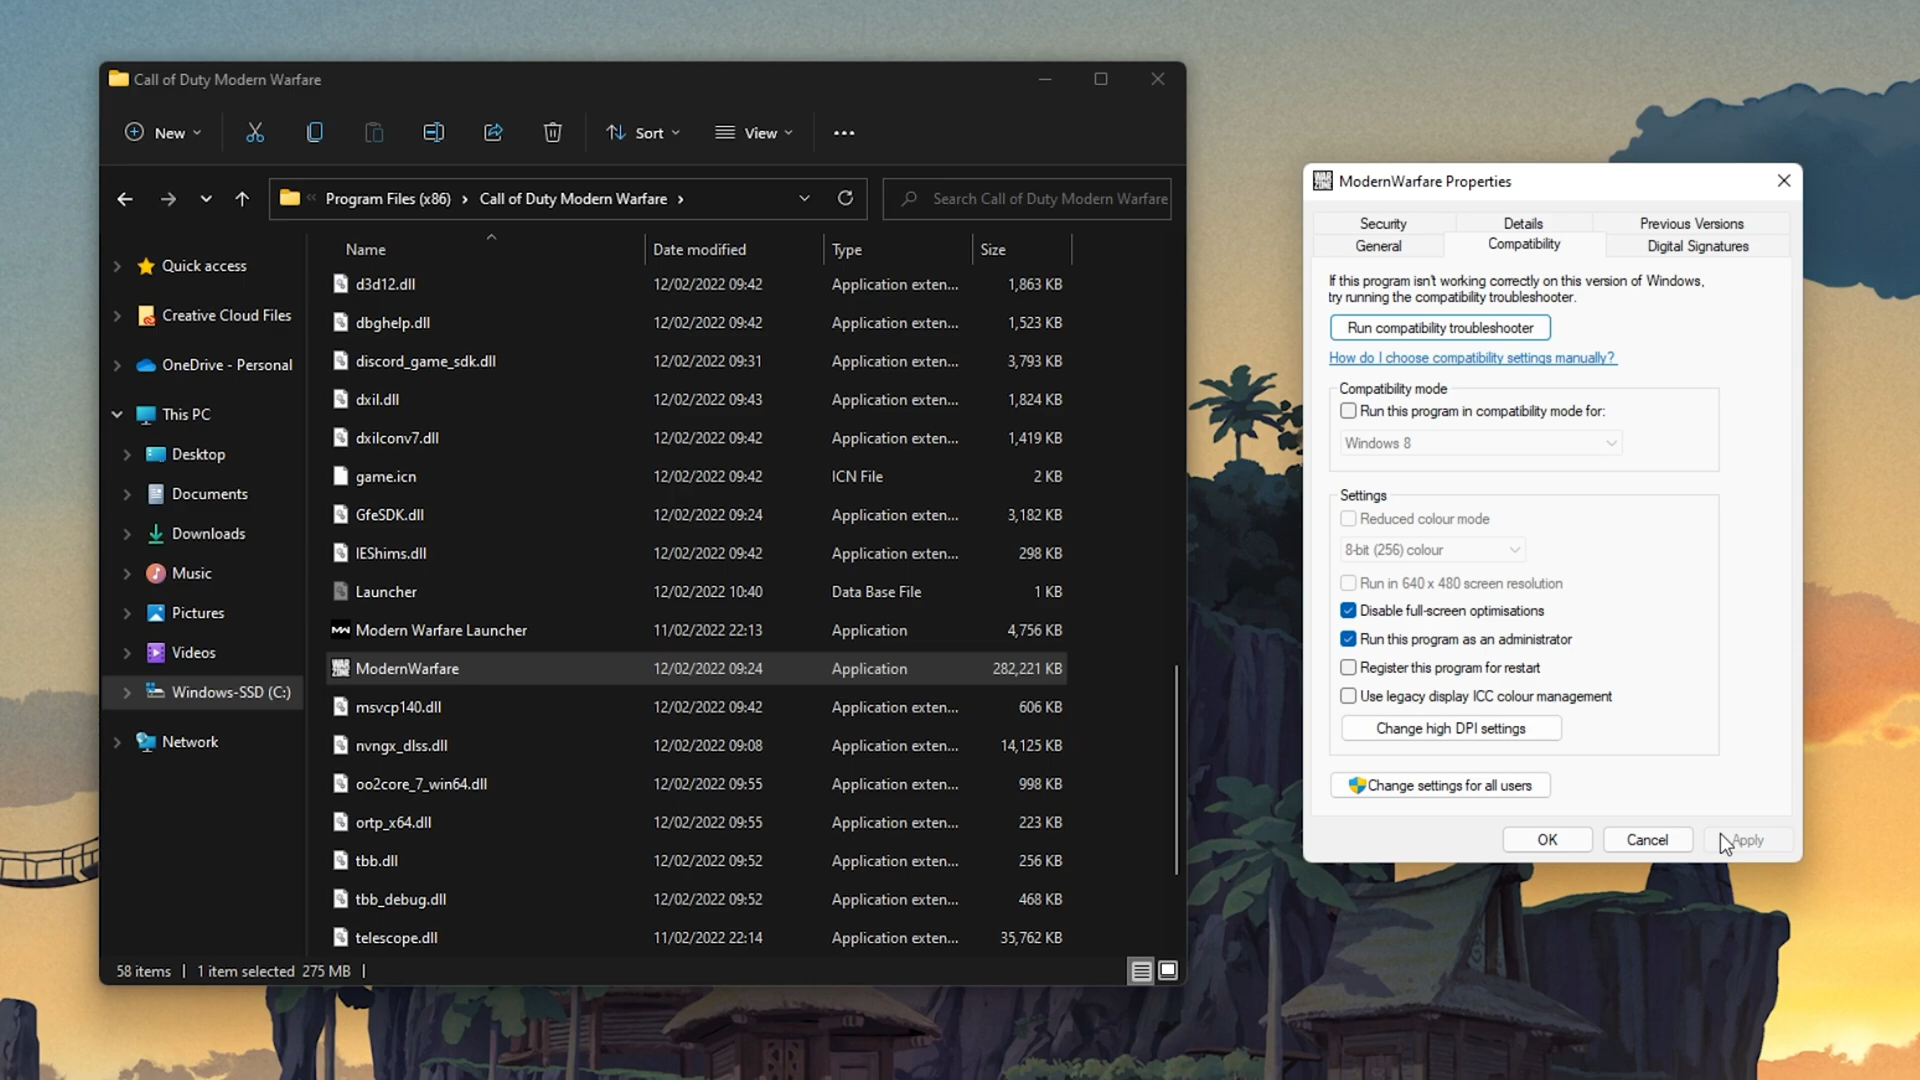 Call of Duty Modern Warfare
New
Sort
View
Program Files (x86) > Call of Duty Modern Warfare >
Search Call of Duty Modern Warfare
Name Date modified Type Size
Quick access
Creative Cloud Files
OneDrive - Personal
This PC
Desktop
Documents
Downloads
Music
Pictures
Videos
Windows-SSD (C:)
Network
d3d12.dll 12/02/2022 09:42 Application exten... 1,863 KB
dbghelp.dll 12/02/2022 09:42 Application exten... 1,523 KB
discord_game_sdk.dll 12/02/2022 09:31 Application exten... 3,793 KB
dxil.dll 12/02/2022 09:43 Application exten... 1,824 KB
dxilconv7.dll 12/02/2022 09:42 Application exten... 1,419 KB
game.icn 12/02/2022 09:42 ICN File 2 KB
GfeSDK.dll 12/02/2022 09:24 Application exten... 3,182 KB
IEShims.dll 12/02/2022 09:42 Application exten... 298 KB
Launcher 12/02/2022 10:40 Data Base File 1 KB
Modern Warfare Launcher 11/02/2022 22:13 Application 4,756 KB
ModernWarfare 12/02/2022 09:24 Application 282,221 KB
msvcp140.dll 12/02/2022 09:42 Application exten... 606 KB
nvngx_dlss.dll 12/02/2022 09:08 Application exten... 14,125 KB
oo2core_7_win64.dll 12/02/2022 09:55 Application exten... 998 KB
ortp_x64.dll 12/02/2022 09:55 Application exten... 223 KB
tbb.dll 12/02/2022 09:52 Application exten... 256 KB
tbb_debug.dll 12/02/2022 09:52 Application exten... 468 KB
telescope.dll 11/02/2022 22:14 Application exten... 35,762 KB
58 items | 1 item selected 275 MB |
WAR ZONE ModernWarfare Properties
Security Details Previous Versions
General Compatibility Digital Signatures
If this program isn't working correctly on this version of Windows,
try running the compatibility troubleshooter.
Run compatibility troubleshooter
How do I choose compatibility settings manually?
Compatibility mode
Run this program in compatibility mode for:
Windows 8
Settings
Reduced colour mode
8-bit (256) colour
Run in 640 x 480 screen resolution
Disable full-screen optimisations
Run this program as an administrator
Register this program for restart
Use legacy display ICC colour management
Change high DPI settings
Change settings for all users
OK Cancel Apply